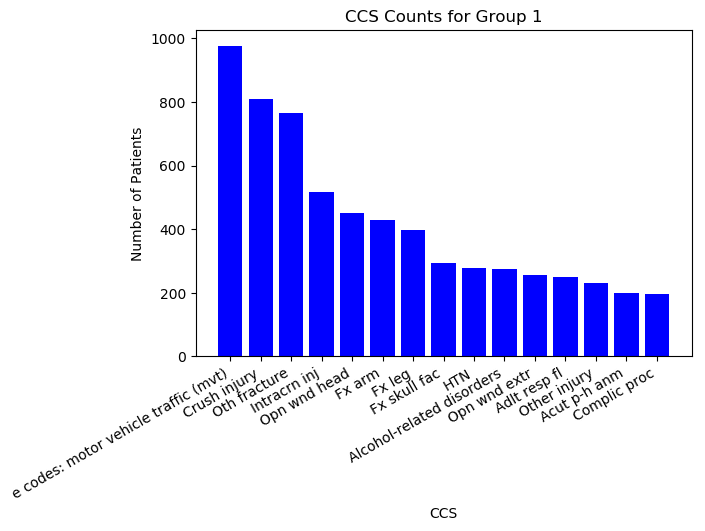 CCS Counts for Group 1
Number of Patients
1000
800
600
400
200
0
e codes: motor vehicle traffic (mvt)
Crush injury
Oth fracture
Intracrn inj
Opn wnd head
Fx arm
Fx leg
Fx skull fac
HTN
Alcohol-related disorders
Opn wnd extr
Adlt resp fl
Other injury
Acut p-h anm
Complic proc
CCS